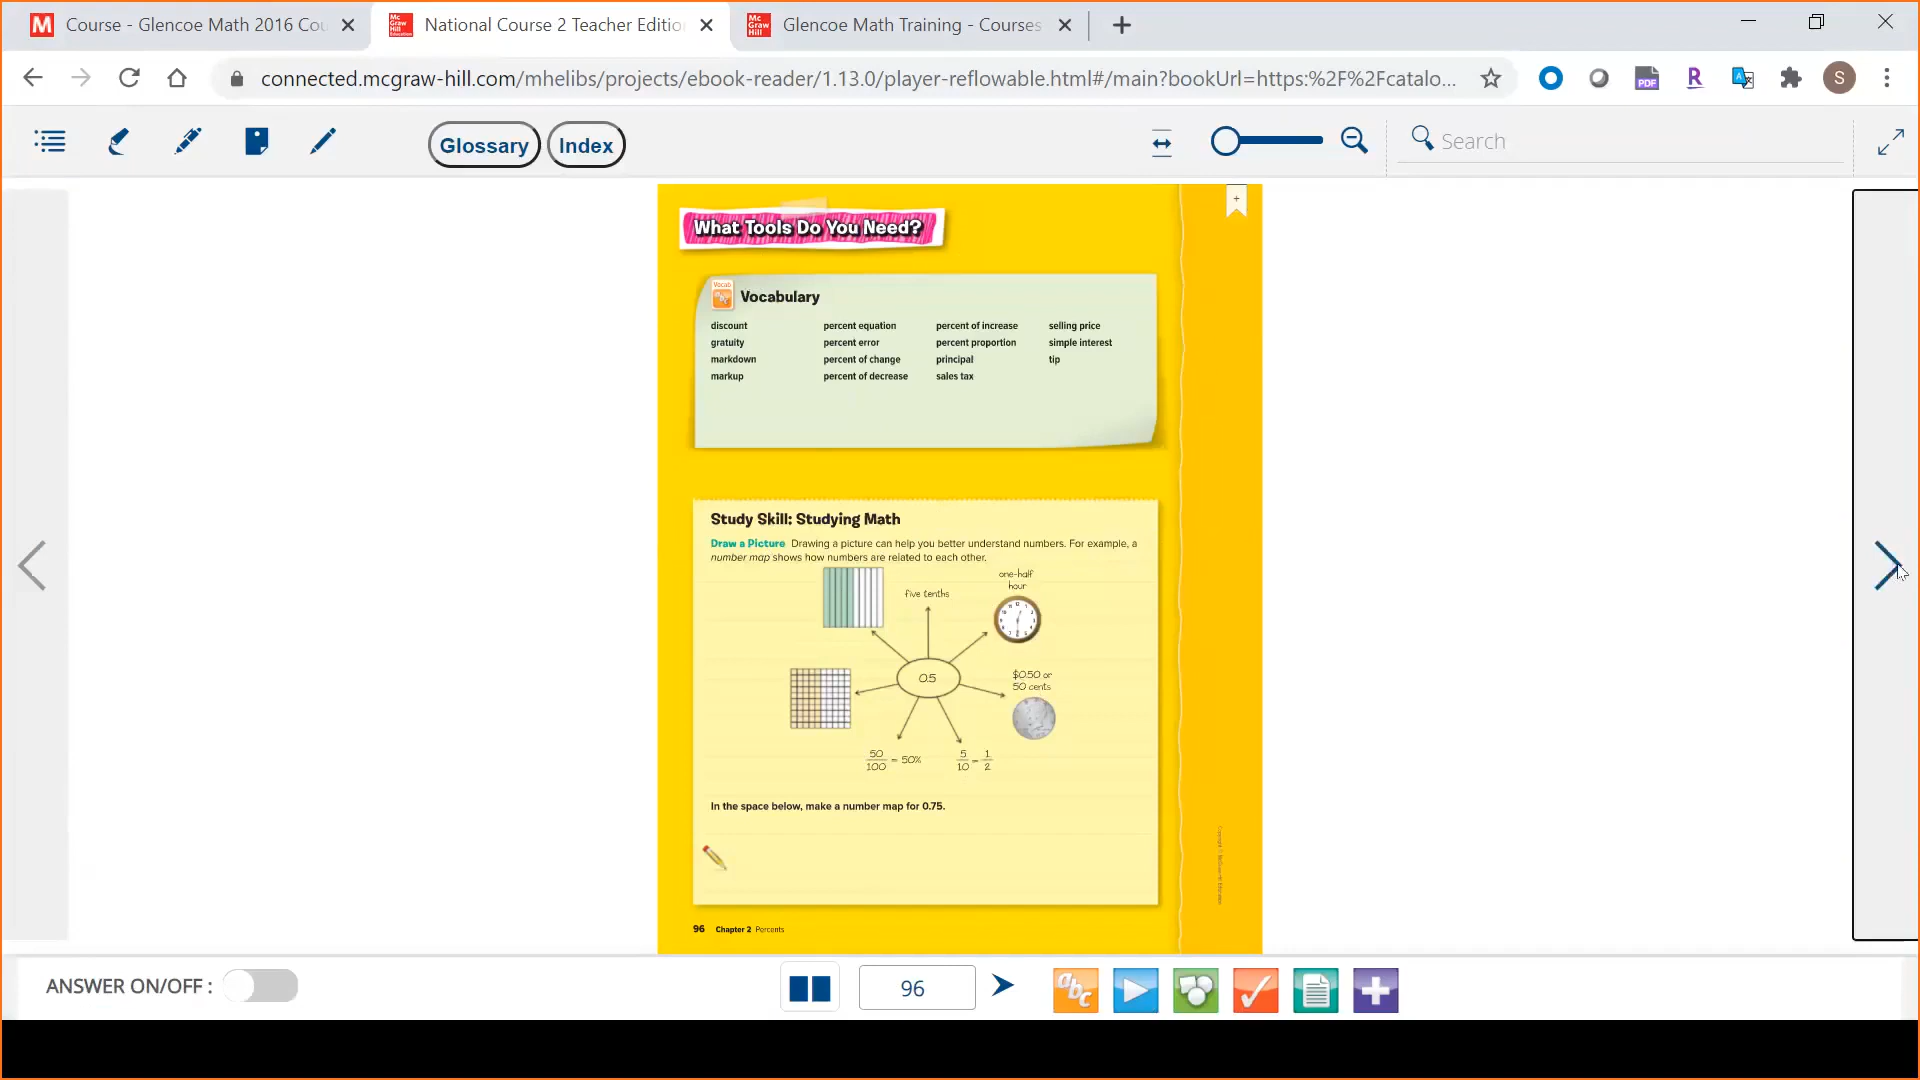 Course - Glencoe Math 2016 Cou
National Course 2 Teacher Editio
Glencoe Math Training - Courses
connected.mcgraw-hill.com/mhelibs/projects/ebook-reader/1.13.0/player-reflowable.html#/main?bookUrl=https:%2F%2Fcatalo...
S
Glossary
Index
Search
What Tools Do You Need?
Vocab
abc
Vocabulary
discount percent equation percent of increase selling price
gratuity percent error percent proportion simple interest
markdown percent of change principal tip
markup percent of decrease sales tax
Study Skill: Studying Math
Draw a Picture Drawing a picture can help you better understand numbers. For example, a
number map shows how numbers are related to each other.
five tenths
one-half
hour
0.5
$0.50 or
50 cents
50/100 = 50%
5/10 = 1/2
In the space below, make a number map for 0.75.
96 Chapter 2 Percents
ANSWER ON/OFF :
96
abc